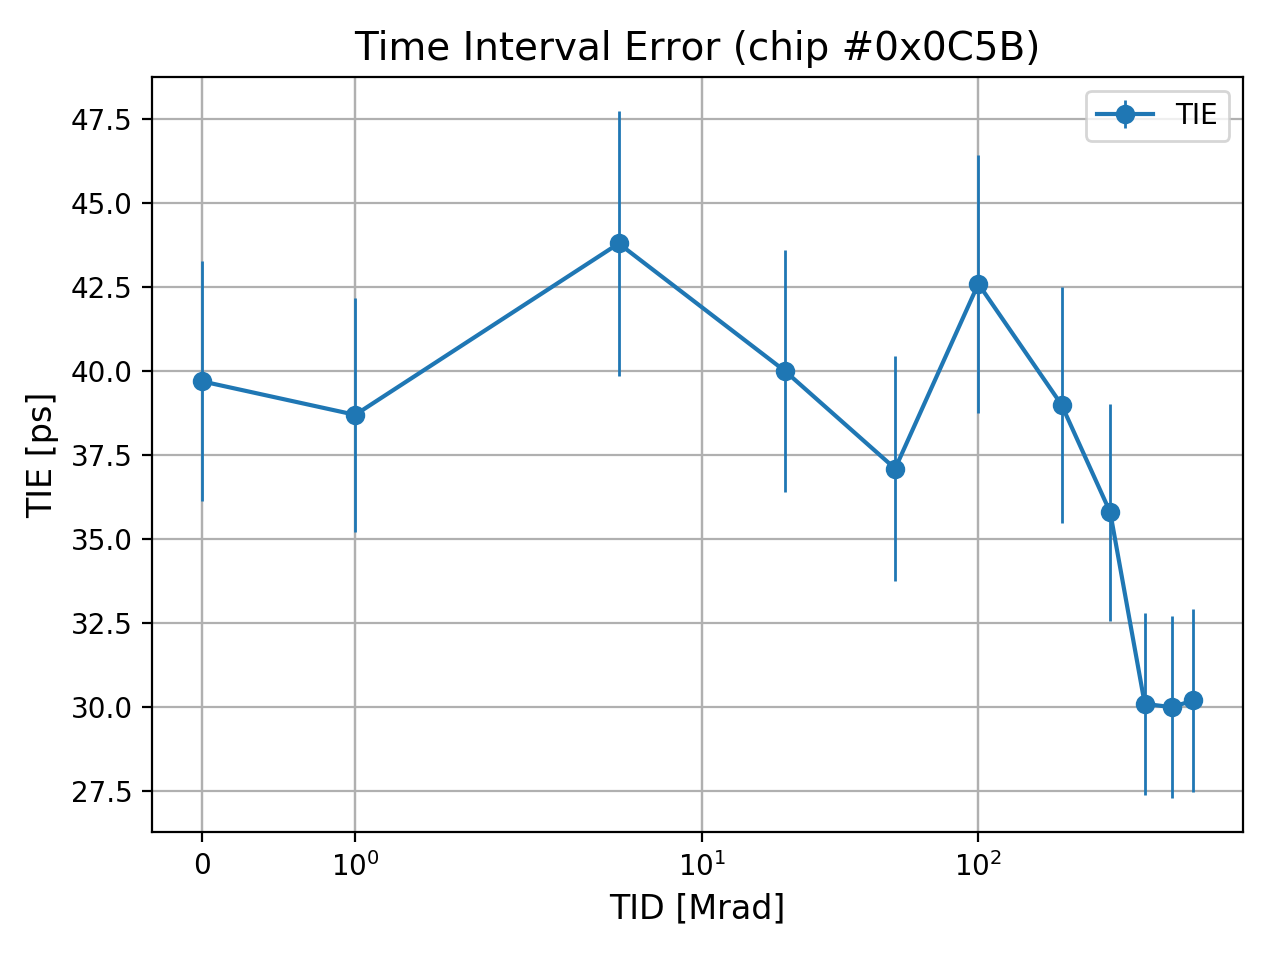 Time Interval Error (chip #0x0C5B)
TIE
47.5
45.0
42.5
40.0
37.5
35.0
32.5
30.0
27.5
TIE [ps]
0 10⁰ 10¹ 10²
TID [Mrad]